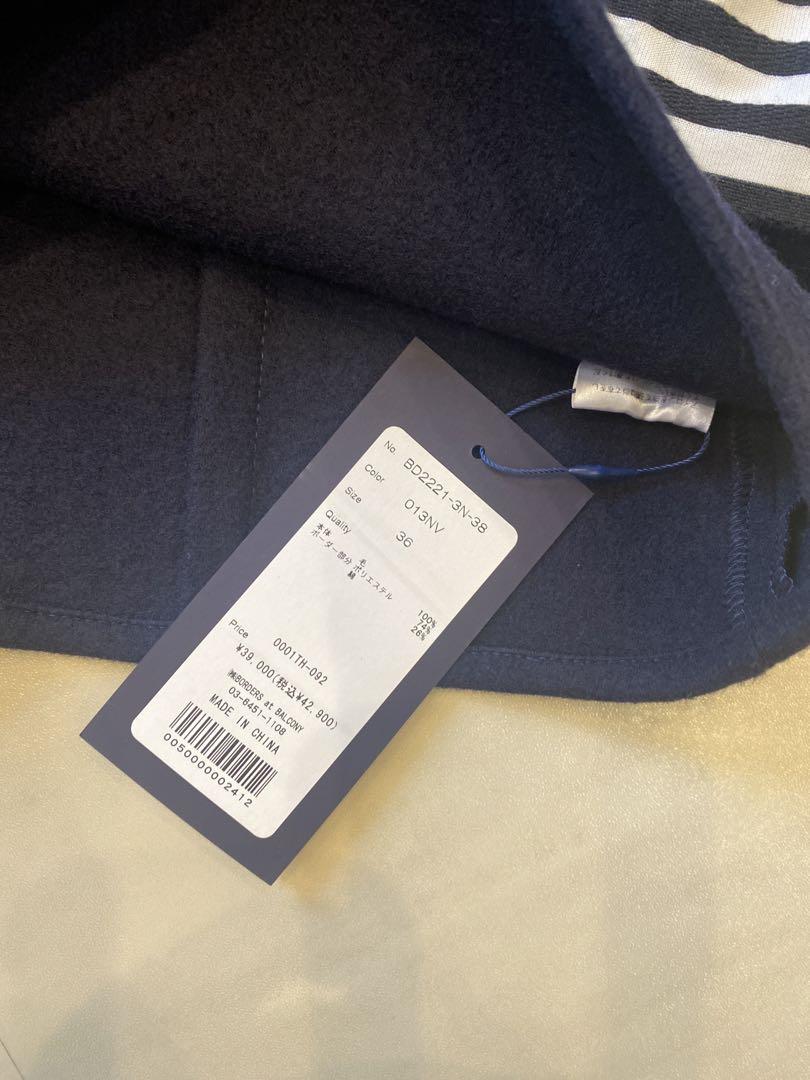 No. BD2221-3N-38
Color 013NV
Size 36
Quality
本体 毛 100%
ボーダー部分 ポリエステル 74%
綿 26%
0001TH-092
Price ¥39,000(税込¥42,900)
㈱BORDERS at BALCONY
03-6451-1108
MADE IN CHINA
0050000002412